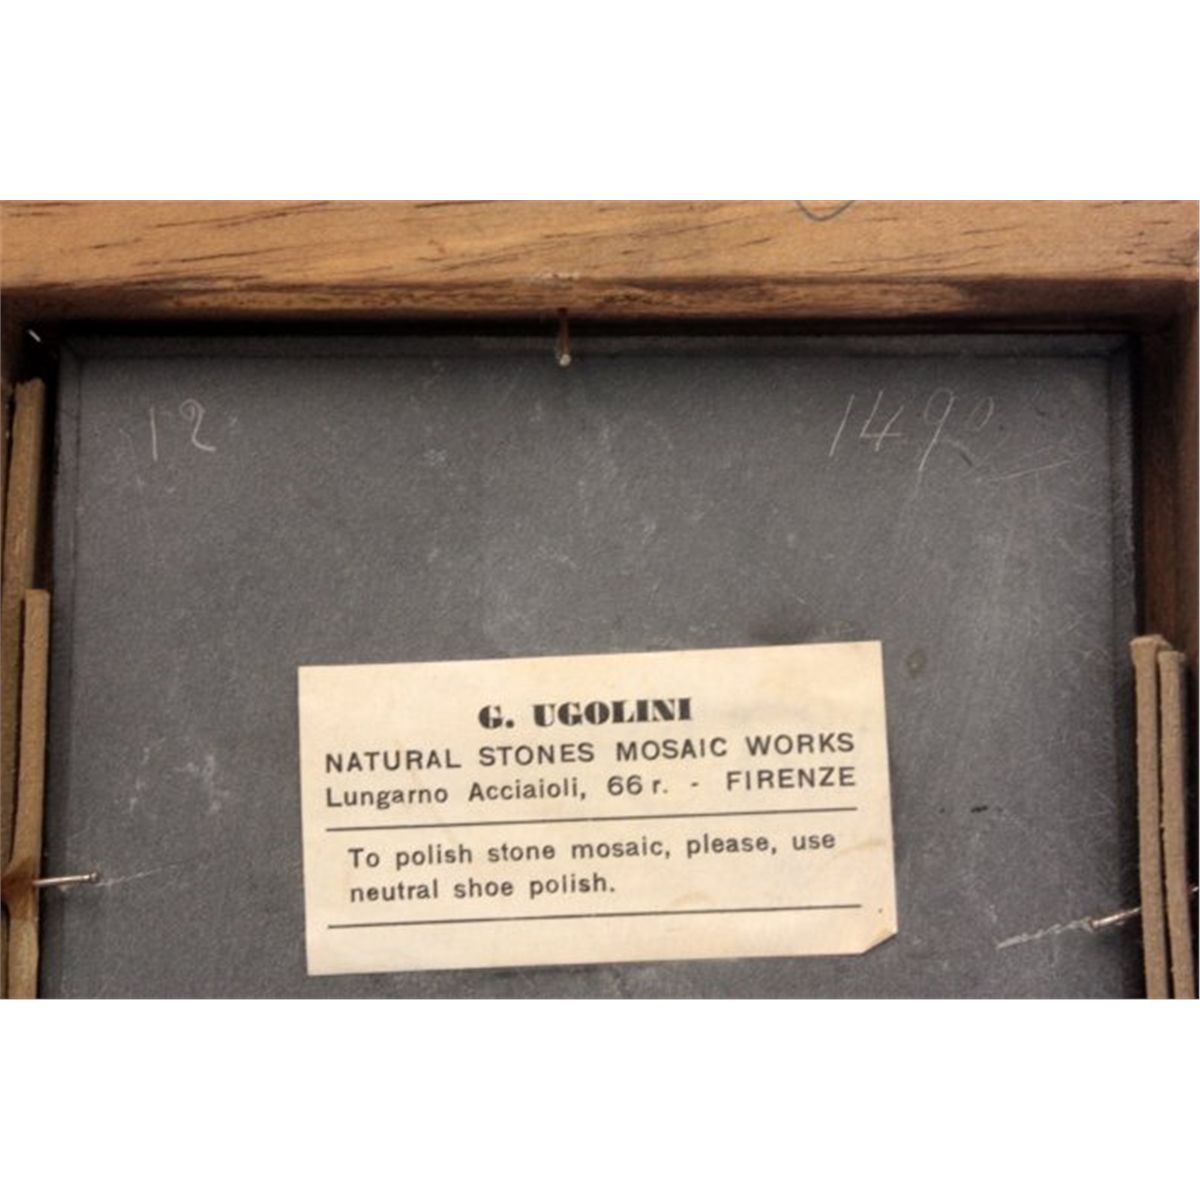 12
149
G. UGOLINI
NATURAL STONES MOSAIC WORKS
Lungarno Acciaioli, 66 r. - FIRENZE
To polish stone mosaic, please, use
neutral shoe polish.